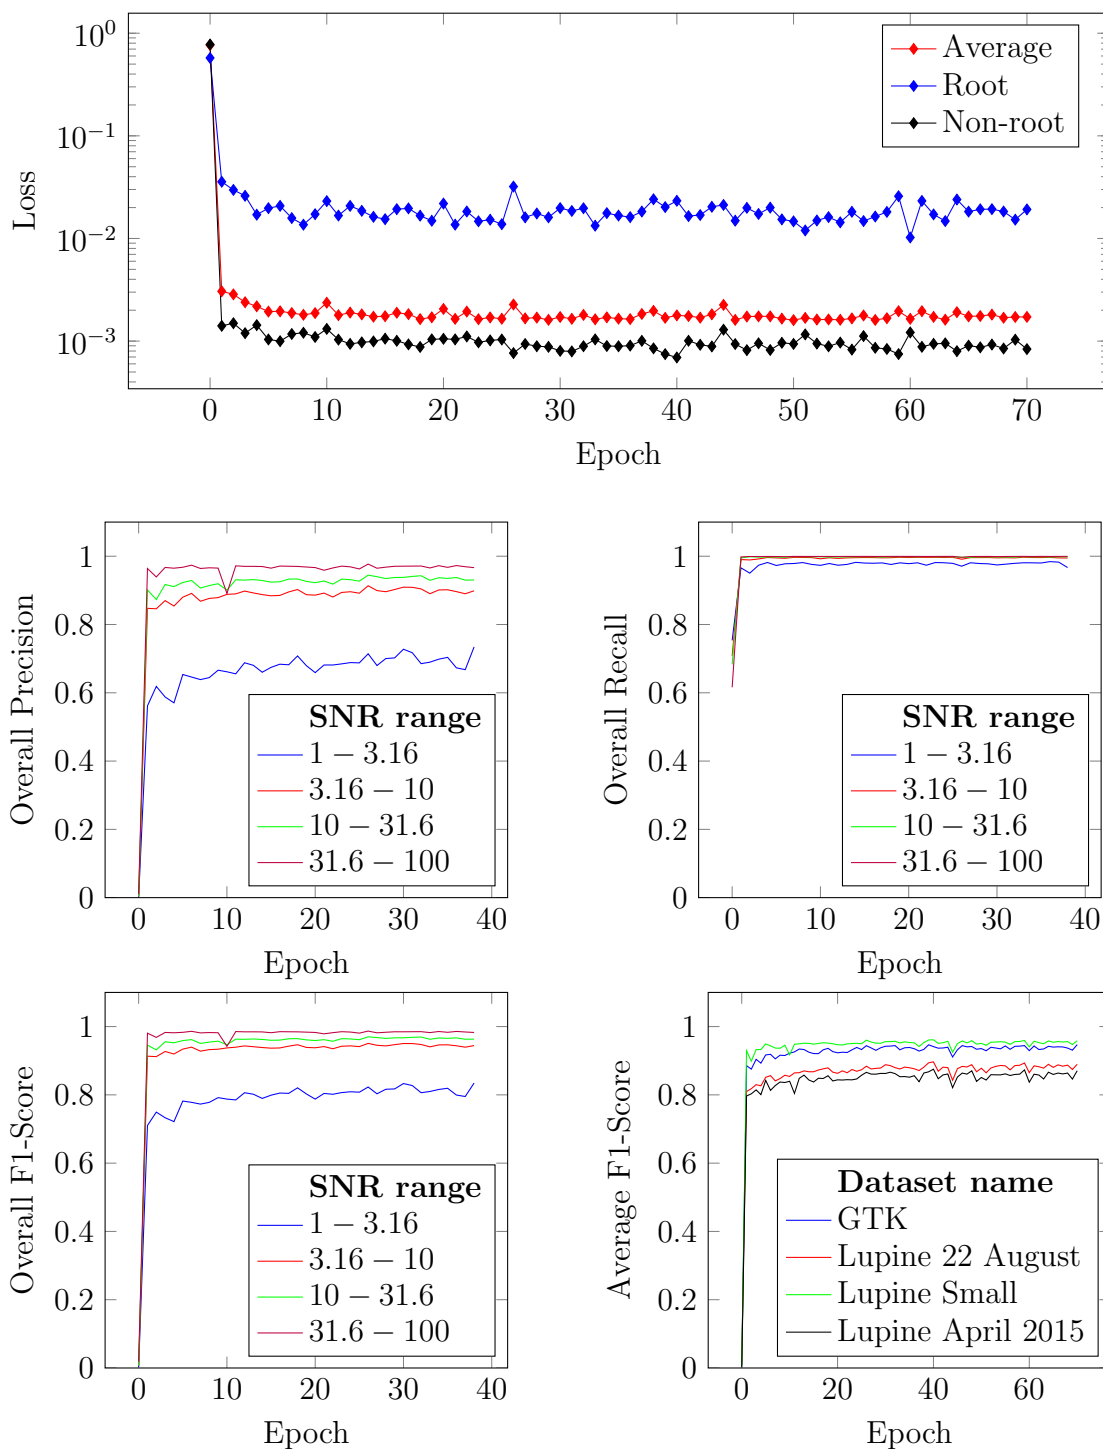 10^0
10^−1
10^−2
10^−3
Loss
Average
Root
Non-root
0 10 20 30 40 50 60 70
Epoch
1
0.8
0.6
0.4
0.2
0
Overall Precision
SNR range
1 − 3.16
3.16 − 10
10 − 31.6
31.6 − 100
0 10 20 30 40
Epoch
1
0.8
0.6
0.4
0.2
0
Overall Recall
SNR range
1 − 3.16
3.16 − 10
10 − 31.6
31.6 − 100
0 10 20 30 40
Epoch
1
0.8
0.6
0.4
0.2
0
Overall F1-Score
SNR range
1 − 3.16
3.16 − 10
10 − 31.6
31.6 − 100
0 10 20 30 40
Epoch
1
0.8
0.6
0.4
0.2
0
Average F1-Score
Dataset name
GTK
Lupine 22 August
Lupine Small
Lupine April 2015
0 20 40 60
Epoch